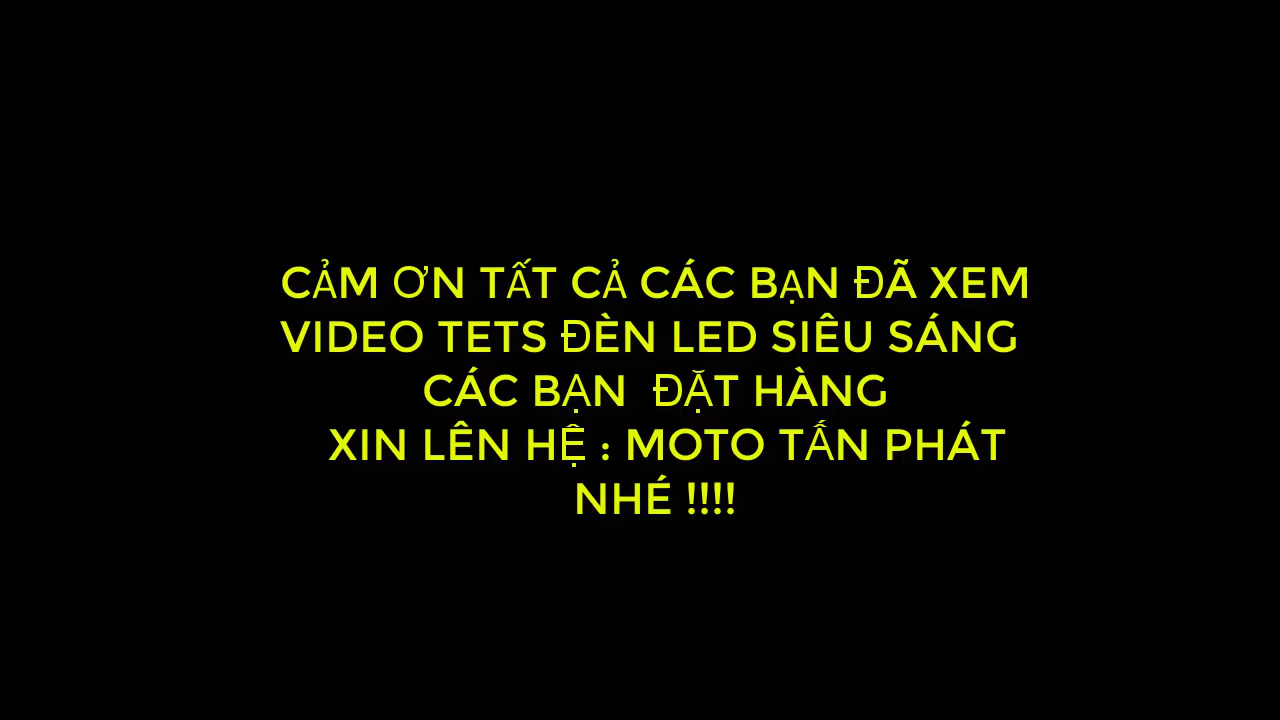 CẢM ƠN TẤT CẢ CÁC BẠN ĐÃ XEM
VIDEO TETS ĐÈN LED SIÊU SÁNG
CÁC BẠN ĐẶT HÀNG
XIN LÊN HỆ : MOTO TẤN PHÁT
NHÉ !!!!